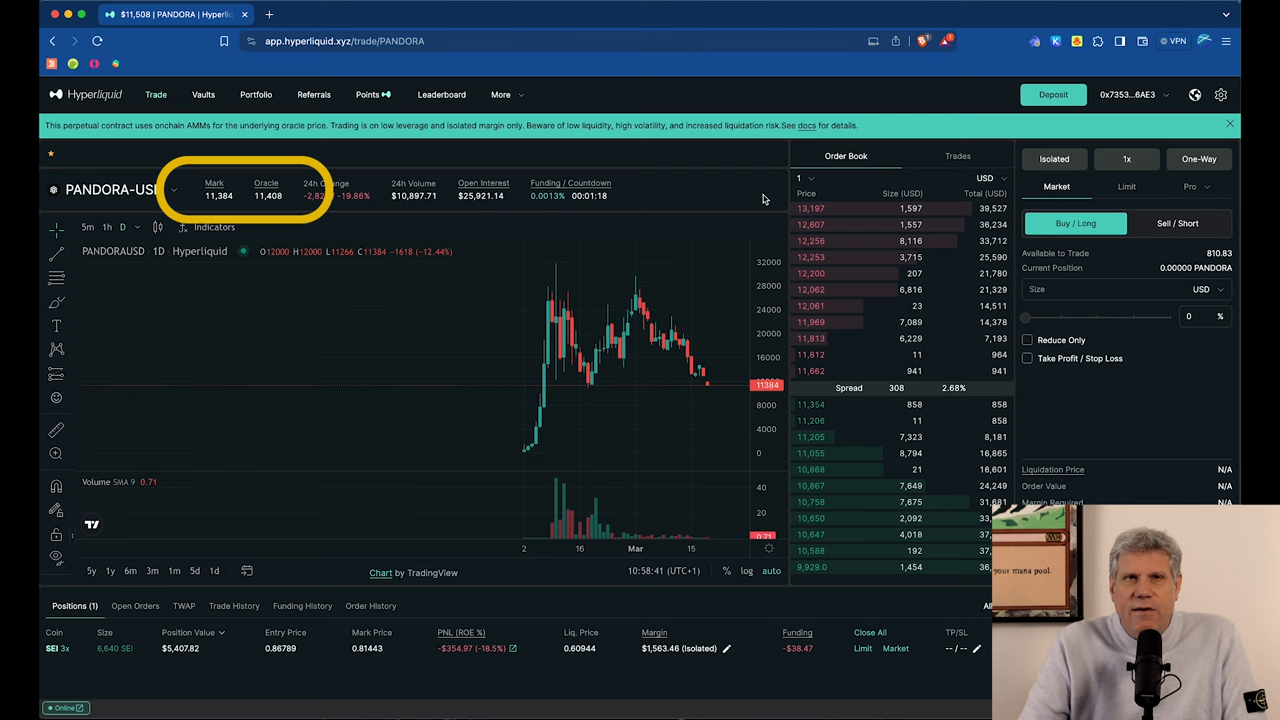 $11,508 | PANDORA | Hyperliq
app.hyperliquid.xyz/trade/PANDORA
VPN
Hyperliquid Trade Vaults Portfolio Referrals Points Leaderboard More Deposit 0x7353...6AE3
This perpetual contract uses onchain AMMs for the underlying oracle price. Trading is on low leverage and isolated margin only. Beware of low liquidity, high volatility, and increased liquidation risk.See docs for details.
PANDORA-US
Mark Oracle 24h Change 24h Volume Open Interest Funding / Countdown
11,384 11,408 -19.86% $10,897.71 $25,921.14 0.0013% 00:01:18
5m 1h D Indicators
PANDORAUSD · 1D · Hyperliquid O12000 H12000 L11266 C11384 -1618 (-12.44%)
32000
28000
24000
20000
16000
11384
8000
4000
0
Volume SMA 9 0.71
40
20
0.71
2 16 Mar 15
5y 1y 6m 3m 1m 5d 1d 10:58:41 (UTC+1) % log auto
Chart by TradingView
Order Book Trades
1 USD
Price Size (USD) Total (USD)
13,197 1,597 39,527
12,607 1,557 36,234
12,256 8,116 33,712
12,253 3,715 25,590
12,200 207 21,780
12,062 6,816 21,329
12,061 23 14,511
11,969 7,089 14,378
11,813 6,229 7,193
11,812 11 964
11,662 941 941
Spread 308 2.68%
11,354 858 858
11,206 11 858
11,205 7,323 8,181
11,055 8,794 16,865
10,868 21 16,601
10,867 7,649 24,249
10,758 7,675 31,681
10,650 2,092
10,647 4,018
10,588 192
9,929.0 1,454
Isolated 1x One-Way
Market Limit Pro
Buy / Long Sell / Short
Available to Trade 810.83
Current Position 0.00000 PANDORA
Size USD
0 %
Reduce Only
Take Profit / Stop Loss
Liquidation Price N/A
Order Value N/A
Margin Required N/A
your mana pool.
Positions (1) Open Orders TWAP Trade History Funding History Order History
Coin Size Position Value Entry Price Mark Price PNL (ROE %) Liq. Price Margin Funding Close All TP/SL
SEI 3x 6,640 SEI $5,407.82 0.86789 0.81443 -$354.97 (-18.5%) 0.60944 $1,563.46 (Isolated) -$38.47 Limit Market -- / --
Online